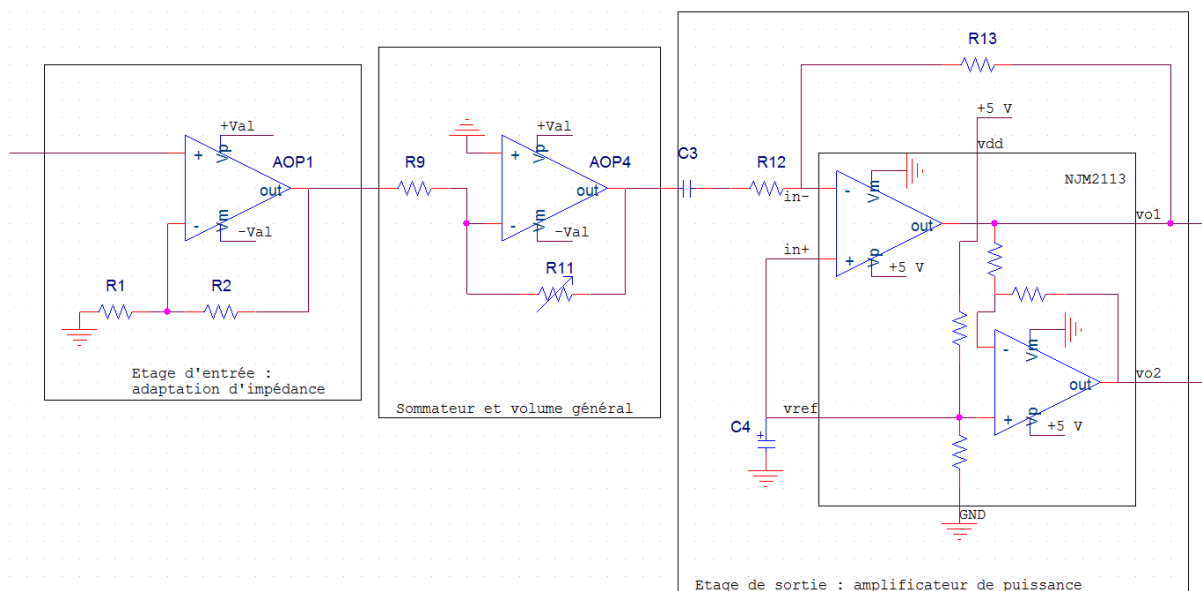 R13
+5 V
+Val
+Val
vdd
Vp
AOP1
+
out
-
Vm
-Val
R1
R2
Etage d'entrée :
adaptation d'impédance
R9
Vp
AOP4
+
out
-
Vm
-Val
R11
Sommateur et volume général
C3
R12
in-
NJM2113
-
Vm
out
vo1
in+
+
Vp
+5 V
Vm
-
out
vo2
vref
+
Vp
+5 V
C4
+
GND
Etage de sortie : amplificateur de puissance